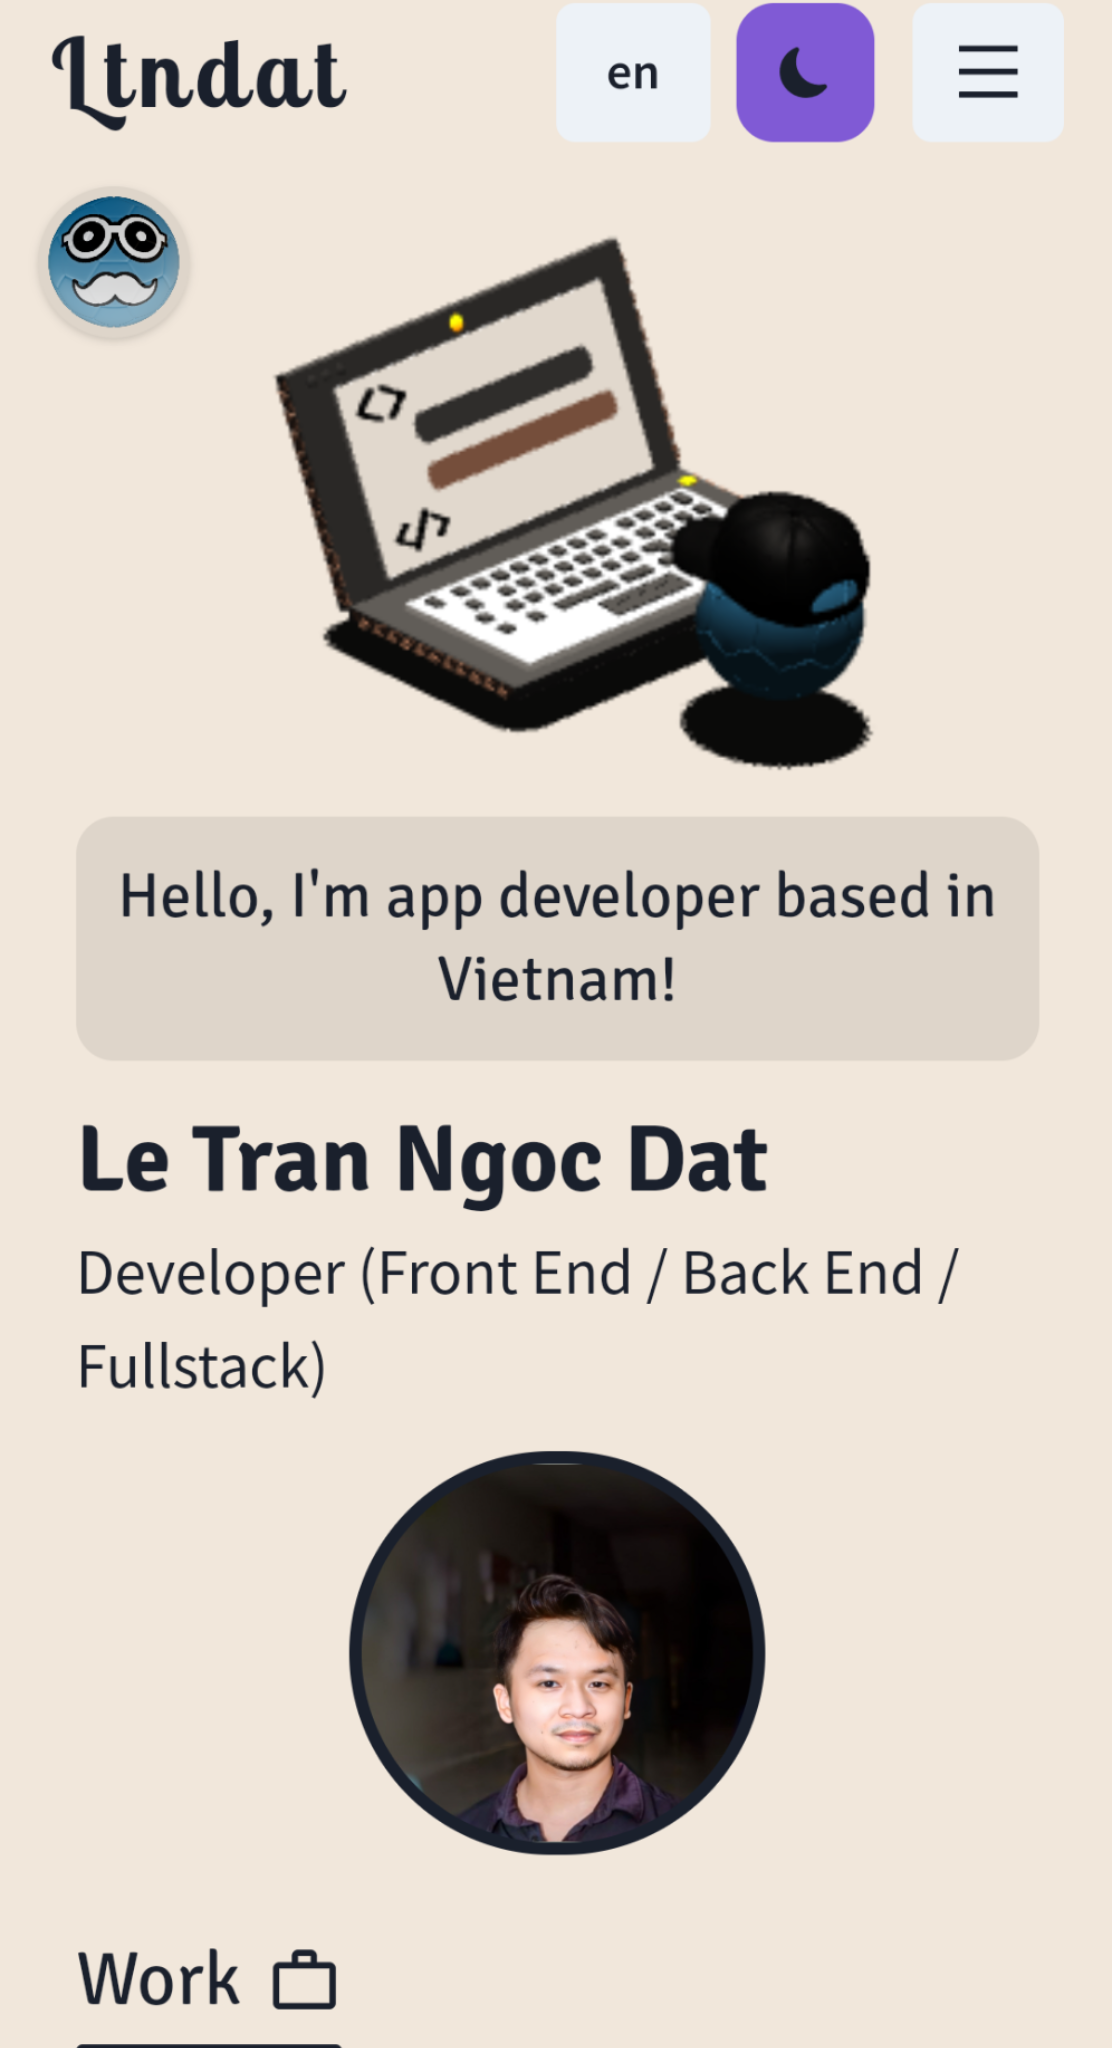 Ltndat
en
<>
</>
Hello, I'm app developer based in
Vietnam!
Le Tran Ngoc Dat
Developer (Front End / Back End /
Fullstack)
Work